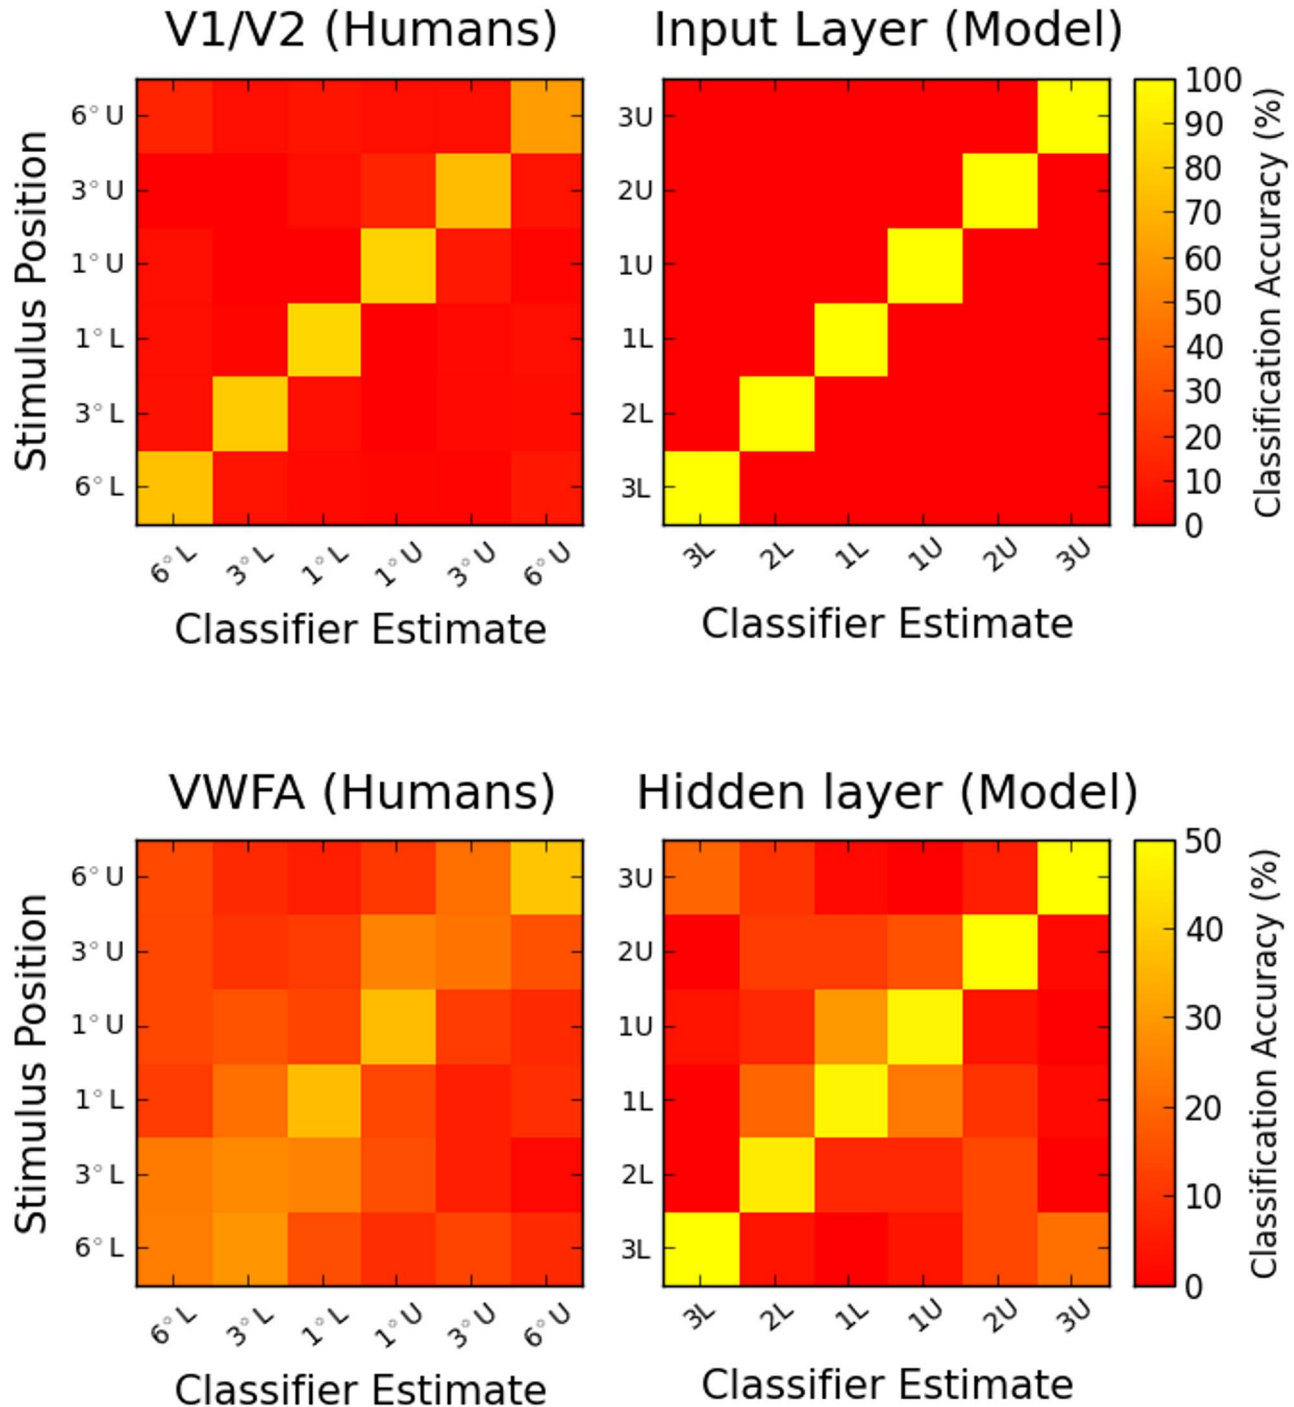 V1/V2 (Humans)
Input Layer (Model)
Stimulus Position
6°U
3°U
1°U
1°L
3°L
6°L
6°L 3°L 1°L 1°U 3°U 6°U
Classifier Estimate
3U
2U
1U
1L
2L
3L
3L 2L 1L 1U 2U 3U
Classifier Estimate
100
90
80
70
60
50
40
30
20
10
0
Classification Accuracy (%)
VWFA (Humans)
Hidden layer (Model)
Stimulus Position
6°U
3°U
1°U
1°L
3°L
6°L
6°L 3°L 1°L 1°U 3°U 6°U
Classifier Estimate
3U
2U
1U
1L
2L
3L
3L 2L 1L 1U 2U 3U
Classifier Estimate
50
40
30
20
10
0
Classification Accuracy (%)